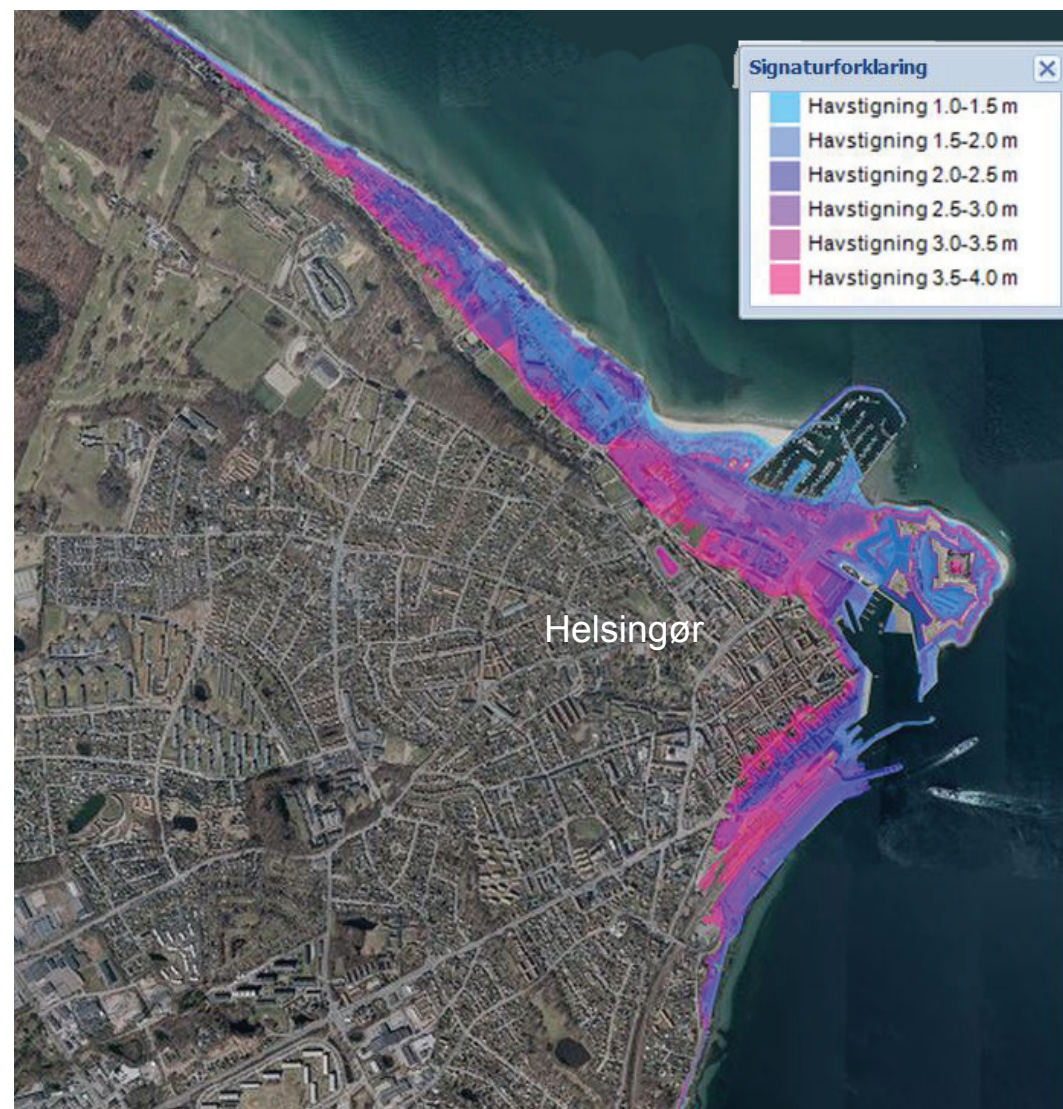 Signaturforklaring
Havstigning 1.0-1.5 m
Havstigning 1.5-2.0 m
Havstigning 2.0-2.5 m
Havstigning 2.5-3.0 m
Havstigning 3.0-3.5 m
Havstigning 3.5-4.0 m
Helsingør